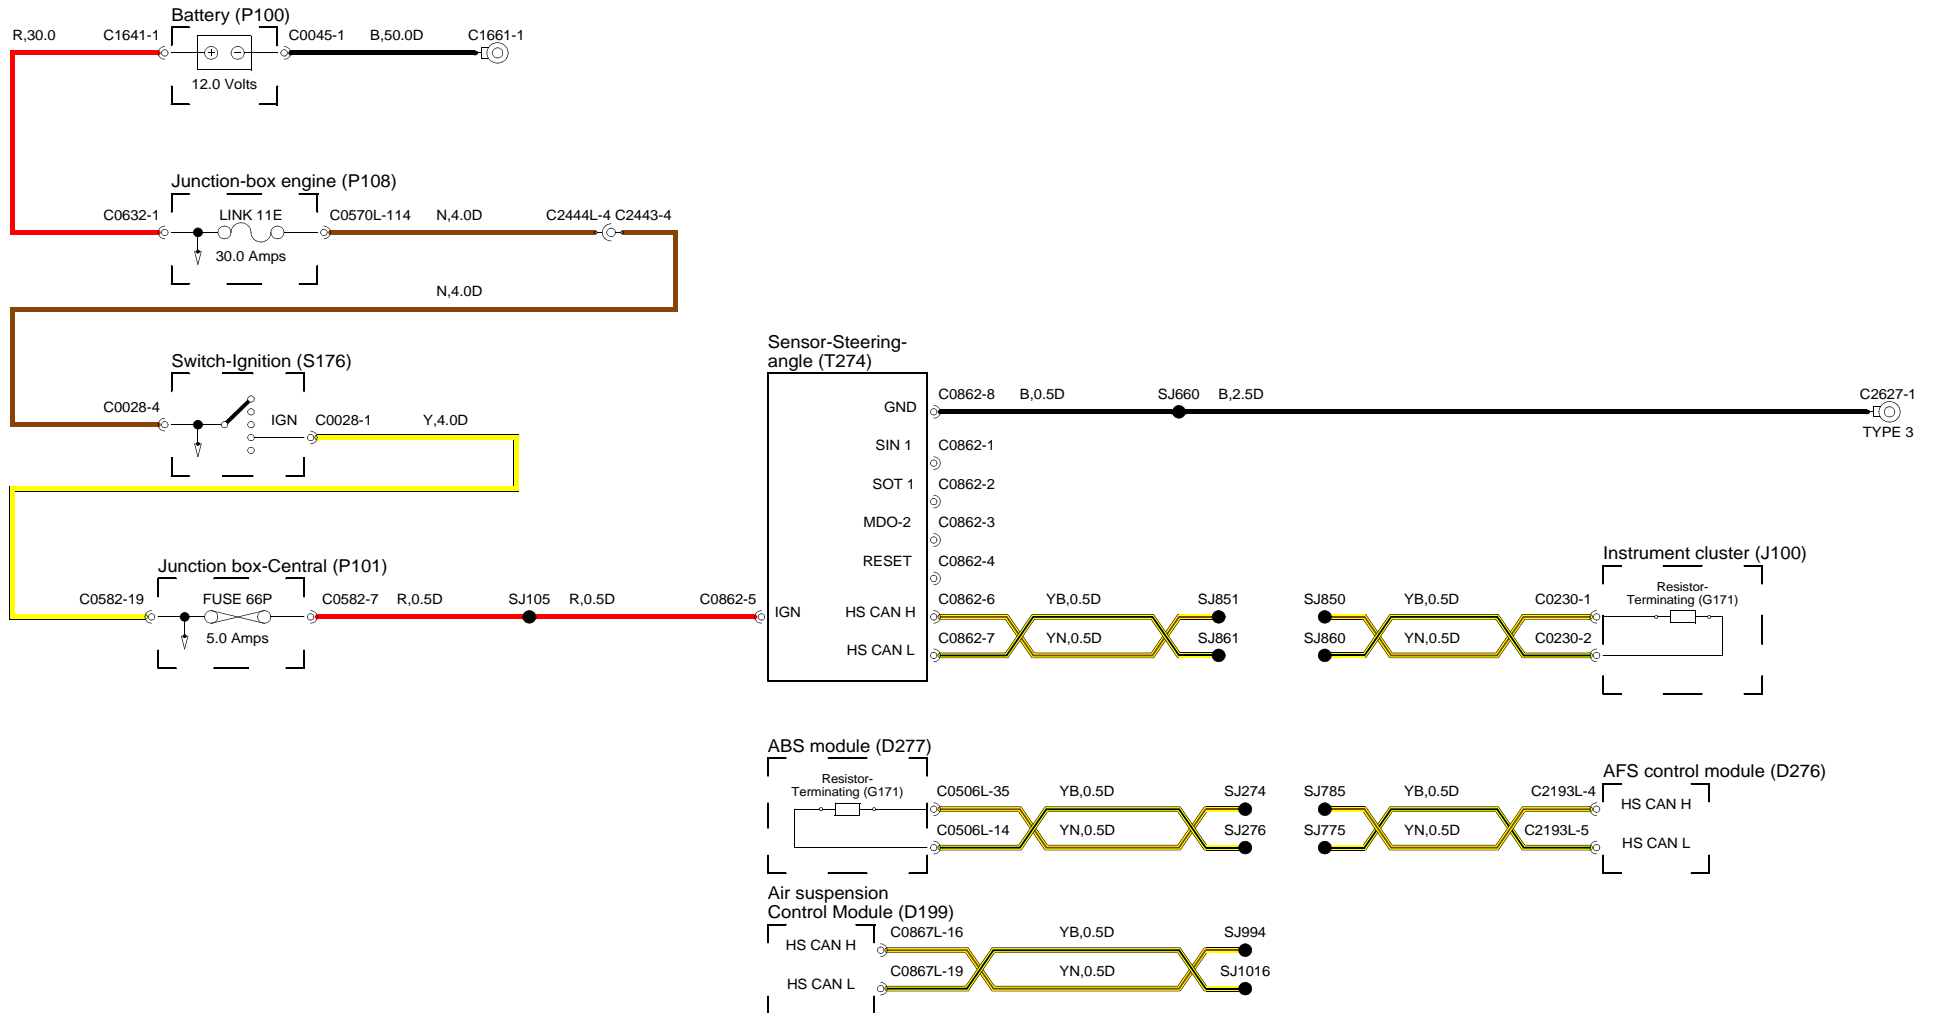 Battery (P100)
R,30.0
C1641-1
C0045-1
B,50.0D
C1661-1
12.0 Volts
Junction-box engine (P108)
C0632-1
LINK 11E
C0570L-114
N,4.0D
C2444L-4
C2443-4
30.0 Amps
N,4.0D
Switch-Ignition (S176)
C0028-4
IGN
C0028-1
Y,4.0D
Junction box-Central (P101)
C0582-19
FUSE 66P
C0582-7
R,0.5D
SJ105
R,0.5D
C0862-5
5.0 Amps
Sensor-Steering-
angle (T274)
GND
C0862-8
B,0.5D
SJ660
B,2.5D
C2627-1
TYPE 3
SIN 1
C0862-1
SOT 1
C0862-2
MDO-2
C0862-3
RESET
C0862-4
IGN
HS CAN H
C0862-6
YB,0.5D
SJ851
HS CAN L
C0862-7
YN,0.5D
SJ861
Instrument cluster (J100)
Resistor-
Terminating (G171)
SJ850
YB,0.5D
C0230-1
SJ860
YN,0.5D
C0230-2
ABS module (D277)
Resistor-
Terminating (G171)
C0506L-35
YB,0.5D
SJ274
C0506L-14
YN,0.5D
SJ276
AFS control module (D276)
SJ785
YB,0.5D
C2193L-4
HS CAN H
SJ775
YN,0.5D
C2193L-5
HS CAN L
Air suspension
Control Module (D199)
HS CAN H
C0867L-16
YB,0.5D
SJ994
HS CAN L
C0867L-19
YN,0.5D
SJ1016